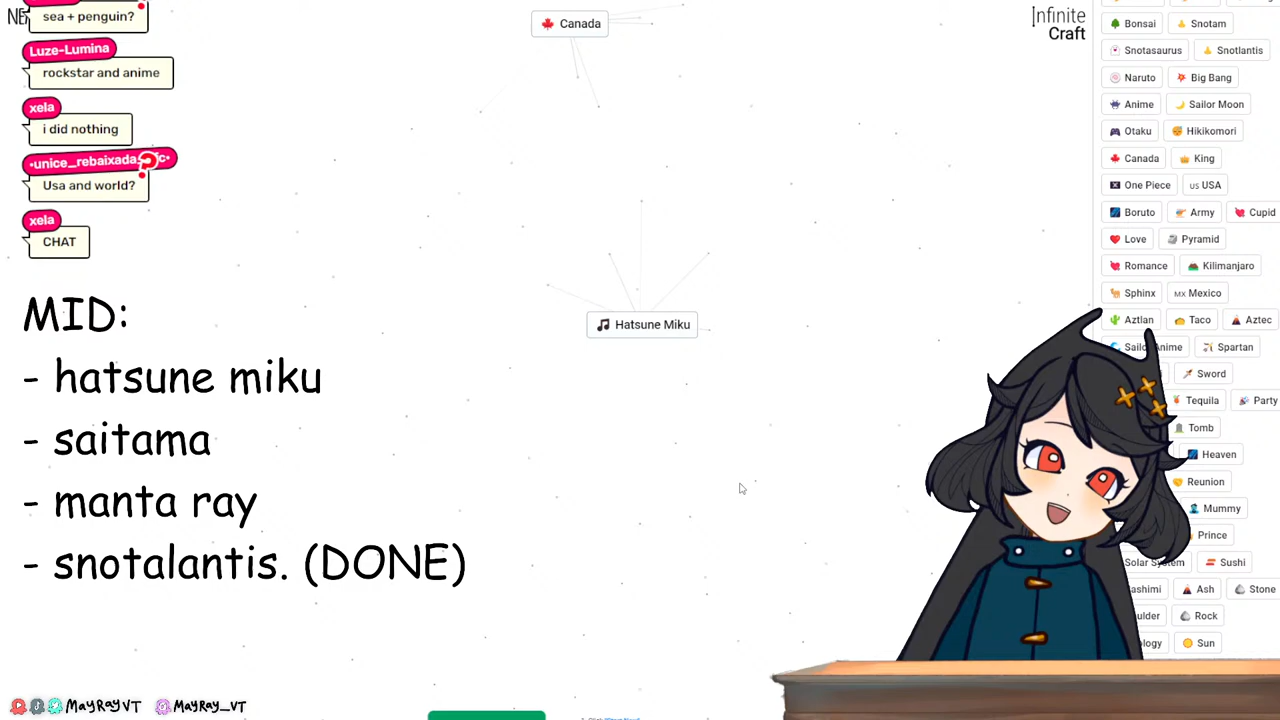 NE
sea + penguin?
Luze-Lumina
rockstar and anime
xela
i did nothing
Usa and world?
xela
CHAT
MID:
- hatsune miku
- saitama
- manta ray
- snotalantis. (DONE)
MayRayVT MayRay_VT
Canada
Hatsune Miku
Infinite
Craft
Bonsai Snotam
Snotasaurus Snotlantis
Naruto Big Bang
Anime Sailor Moon
Otaku Hikikomori
Canada King
One Piece US USA
Boruto Army Cupid
Love Pyramid
Romance Kilimanjaro
Sphinx MX Mexico
Aztlan Taco Aztec
Spartan
Sword
Tequila Party
Tomb
Heaven
Reunion
Mummy
Prince
Solar System Sushi
Ash Stone
Rock
Sun